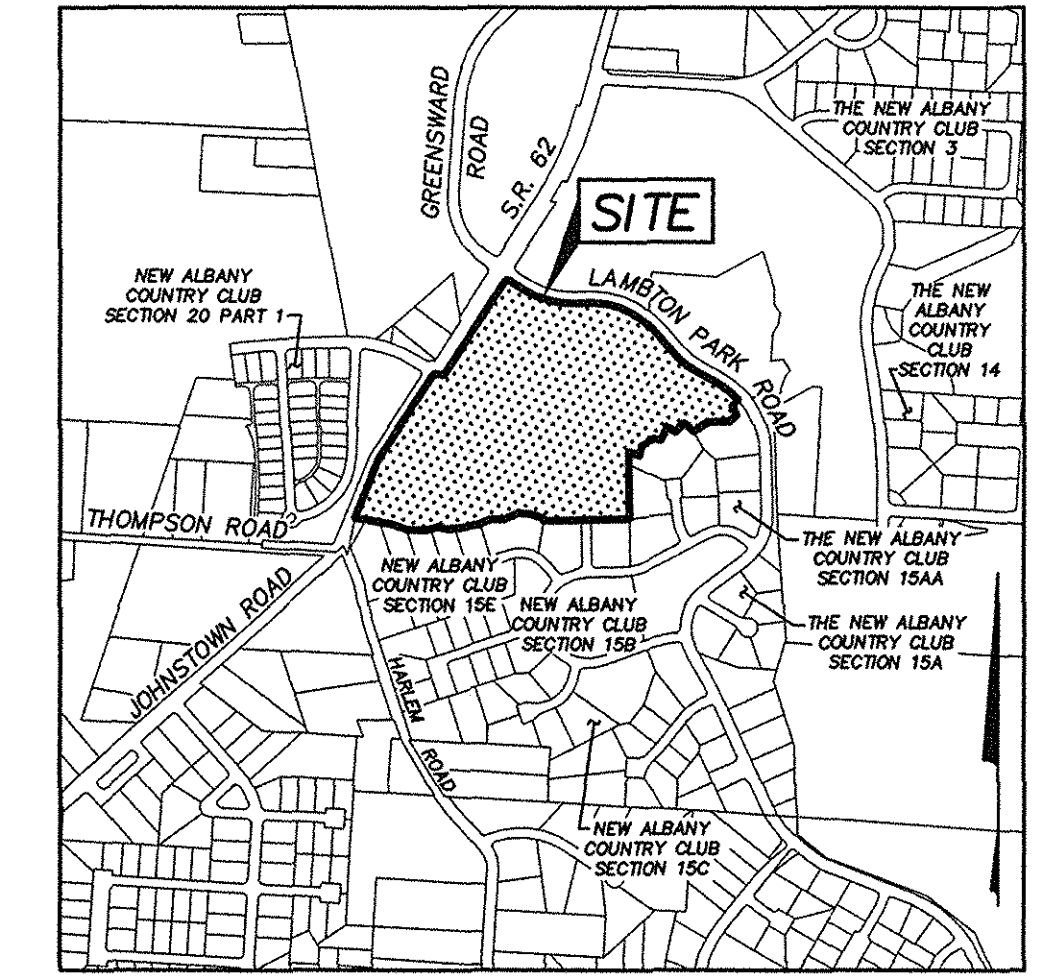 THE NEW ALBANY
COUNTRY CLUB
SECTION 3
GREENSWARD
ROAD
S.R. 62
SITE
NEW ALBANY
COUNTRY CLUB
SECTION 20 PART 1
LAMBTON PARK ROAD
THE NEW
ALBANY
COUNTRY
CLUB
SECTION 14
THOMPSON ROAD
NEW ALBANY
COUNTRY CLUB
SECTION 15E
NEW ALBANY
COUNTRY CLUB
SECTION 15B
THE NEW ALBANY
COUNTRY CLUB
SECTION 15AA
THE NEW ALBANY
COUNTRY CLUB
SECTION 15A
JOHNSTOWN ROAD
HARLEM
ROAD
NEW ALBANY
COUNTRY CLUB
SECTION 15C